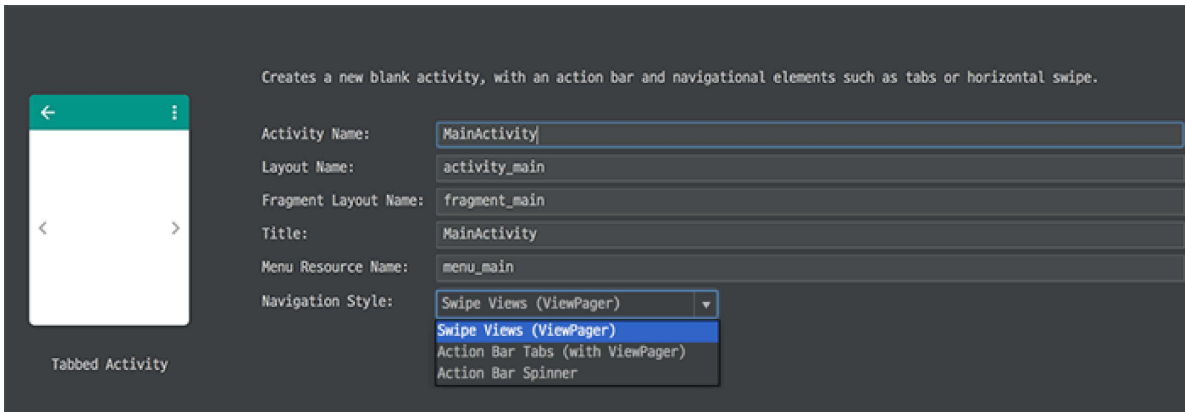 Creates a new blank activity, with an action bar and navigational elements such as tabs or horizontal swipe.
Activity Name: MainActivity
Layout Name: activity_main
Fragment Layout Name: fragment_main
Title: MainActivity
Menu Resource Name: menu_main
Navigation Style: Swipe Views (ViewPager)
Swipe Views (ViewPager)
Action Bar Tabs (with ViewPager)
Action Bar Spinner
Tabbed Activity